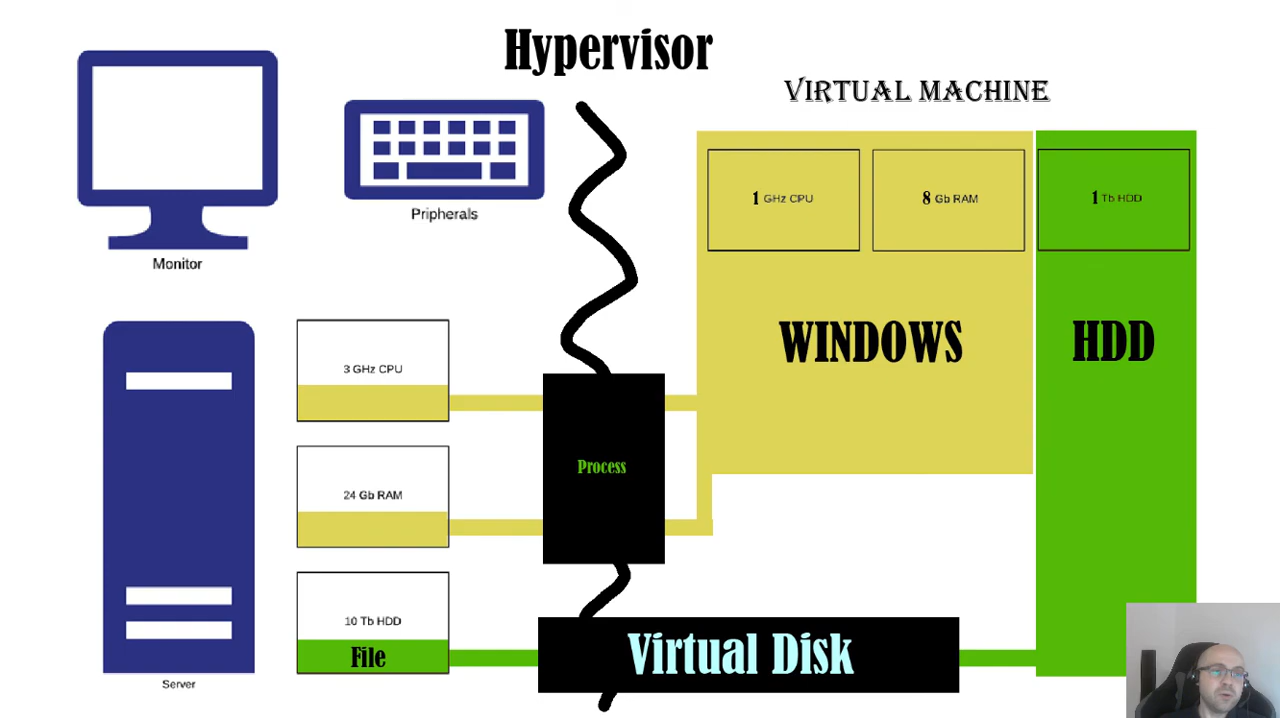 Hypervisor
VIRTUAL MACHINE
Pripherals
Monitor
1 GHz CPU
8 Gb RAM
1 Tb HDD
WINDOWS
HDD
3 GHz CPU
Process
24 Gb RAM
10 Tb HDD
File
Virtual Disk
Server